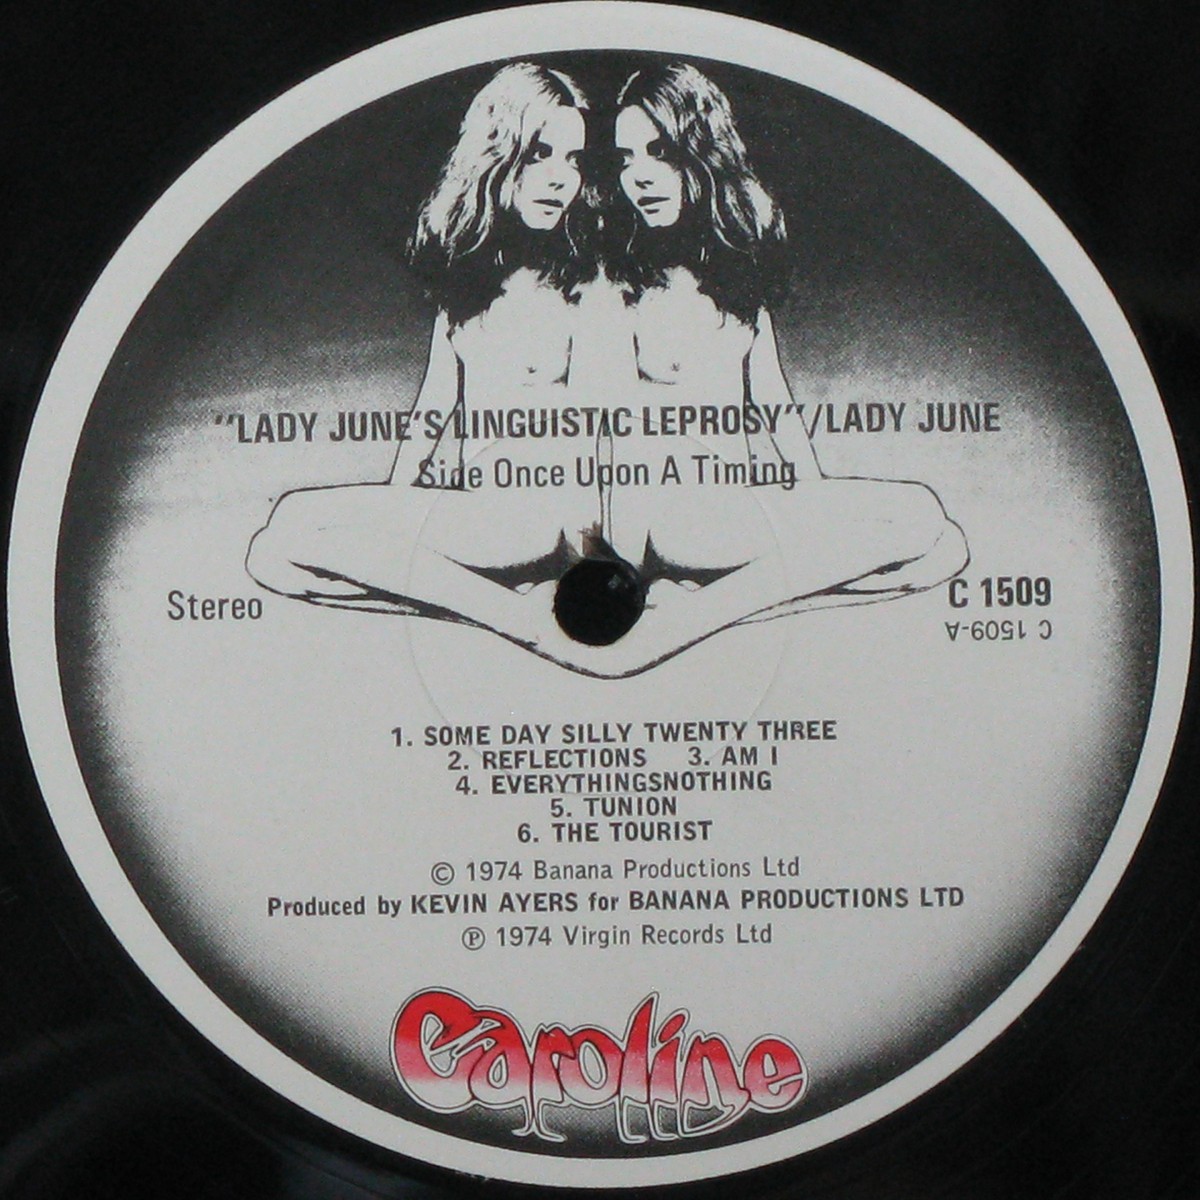 "LADY JUNE'S LINGUISTIC LEPROSY"/LADY JUNE
Side Once Upon A Timing
Stereo
C 1509
C 1509-A
1. SOME DAY SILLY TWENTY THREE
2. REFLECTIONS 3. AM I
4. EVERYTHINGSNOTHING
5. TUNION
6. THE TOURIST
© 1974 Banana Productions Ltd
Produced by KEVIN AYERS for BANANA PRODUCTIONS LTD
℗ 1974 Virgin Records Ltd
Caroline